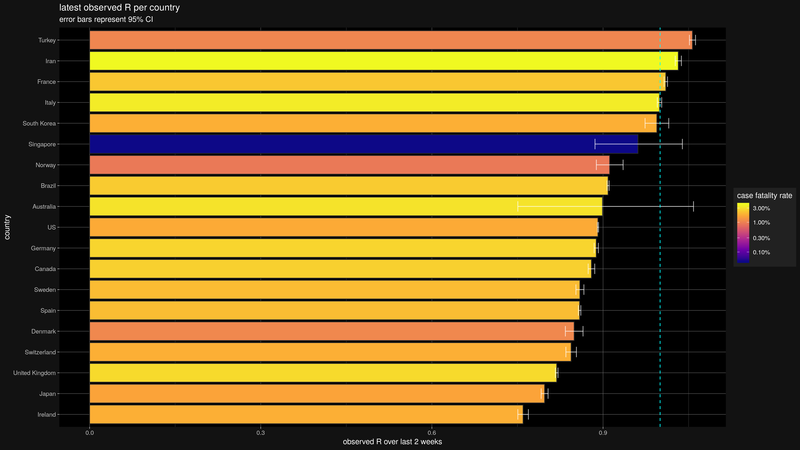 latest observed R per country
error bars represent 95% CI
country
Turkey
Iran
France
Italy
South Korea
Singapore
Norway
Brazil
Australia
US
Germany
Canada
Sweden
Spain
Denmark
Switzerland
United Kingdom
Japan
Ireland
0.0 0.3 0.6 0.9
observed R over last 2 weeks
case fatality rate
3.00%
1.00%
0.30%
0.10%